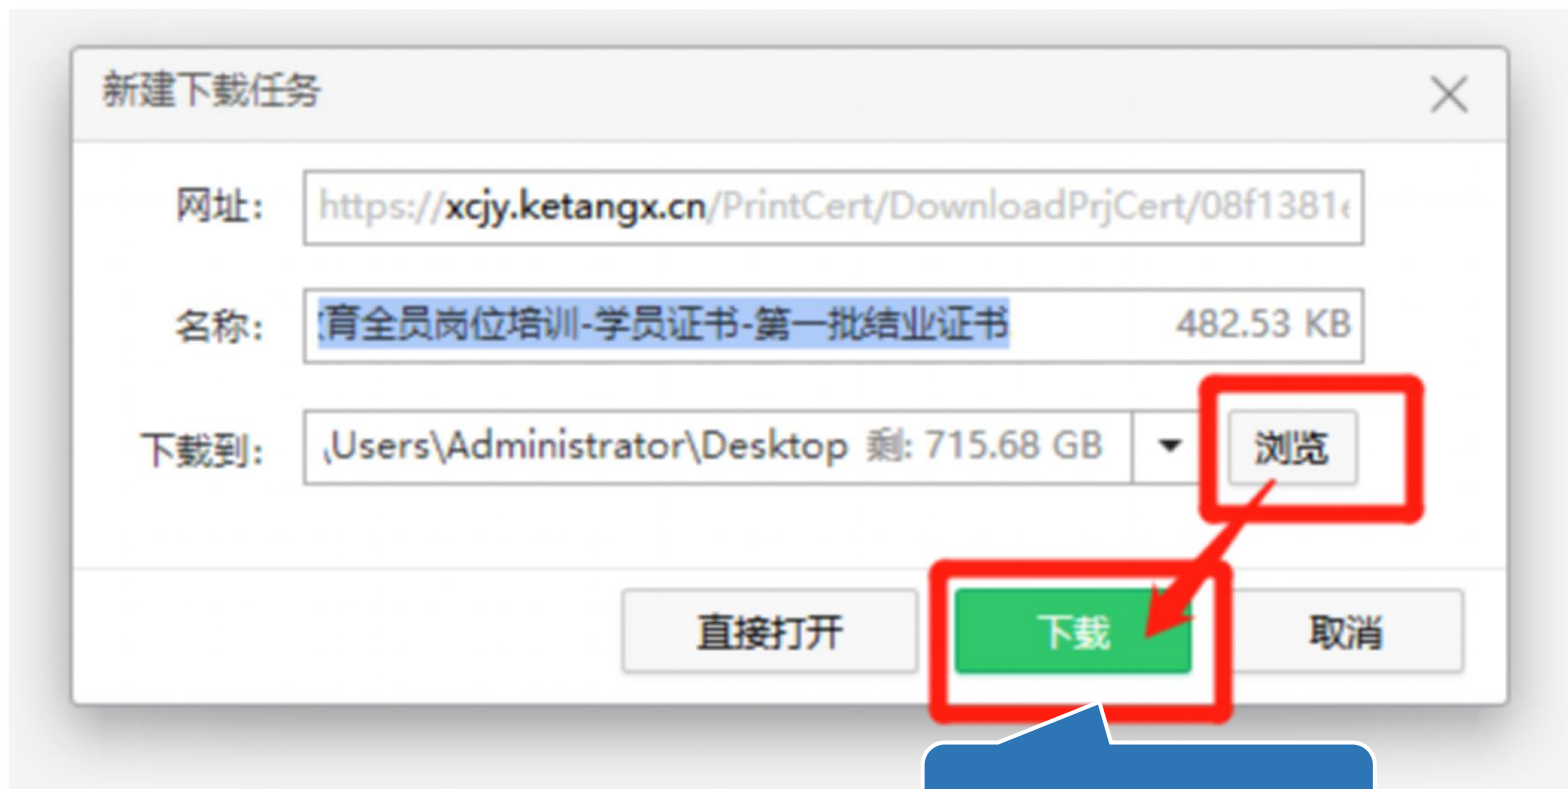 新建下载任务
网址: https://xcjy.ketangx.cn/PrintCert/DownloadPrjCert/08f1381
名称: 育全员岗位培训-学员证书-第一批结业证书 482.53 KB
下载到: \Users\Administrator\Desktop 剩: 715.68 GB 浏览
直接打开 下载 取消